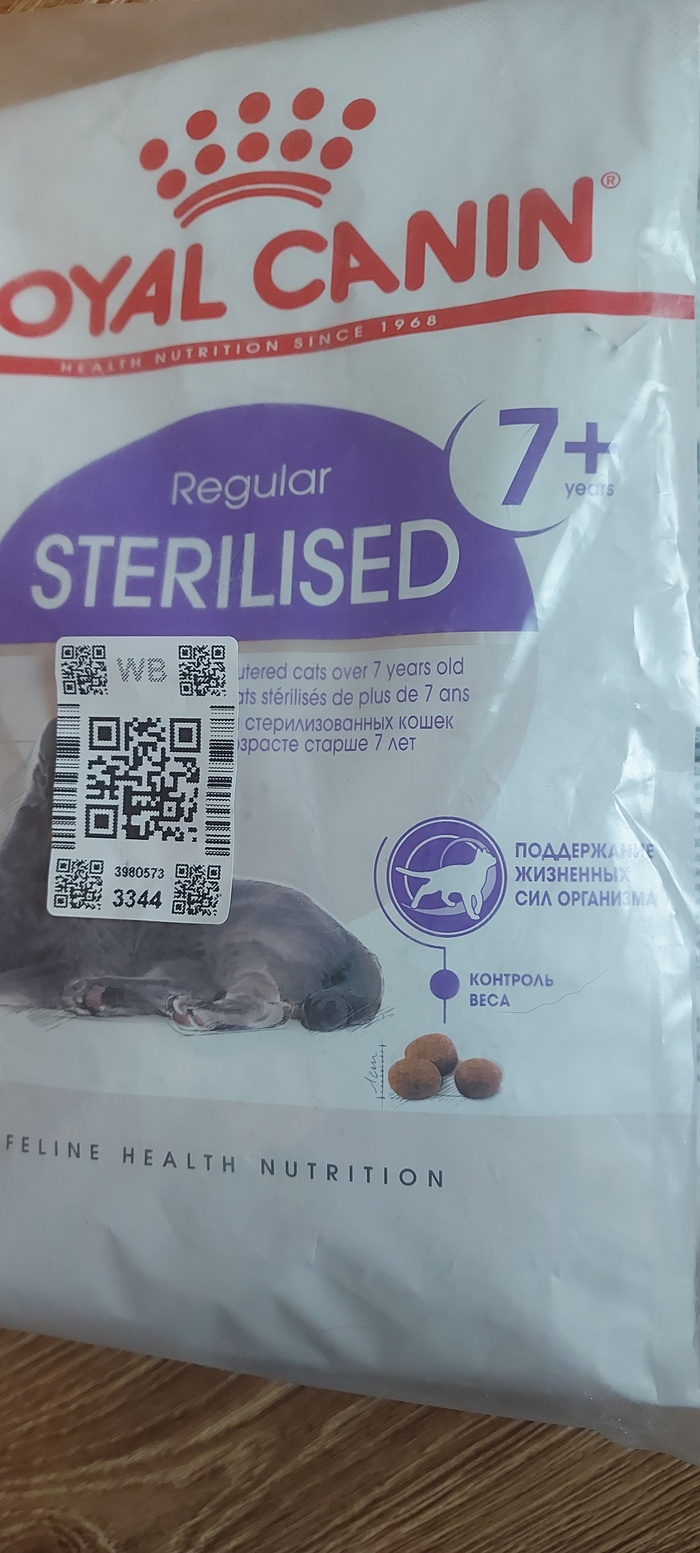 OYAL CANIN®
HEALTH NUTRITION SINCE 1968
7+
years
Regular
STERILISED
WB
utered cats over 7 years old
ats stérilisés de plus de 7 ans
стерилизованных кошек
зрасте старше 7 лет
3980573
3344
ПОДДЕРЖАНИЕ
ЖИЗНЕННЫХ
СИЛ ОРГАНИЗМА
КОНТРОЛЬ
ВЕСА
1cm
FELINE HEALTH NUTRITION